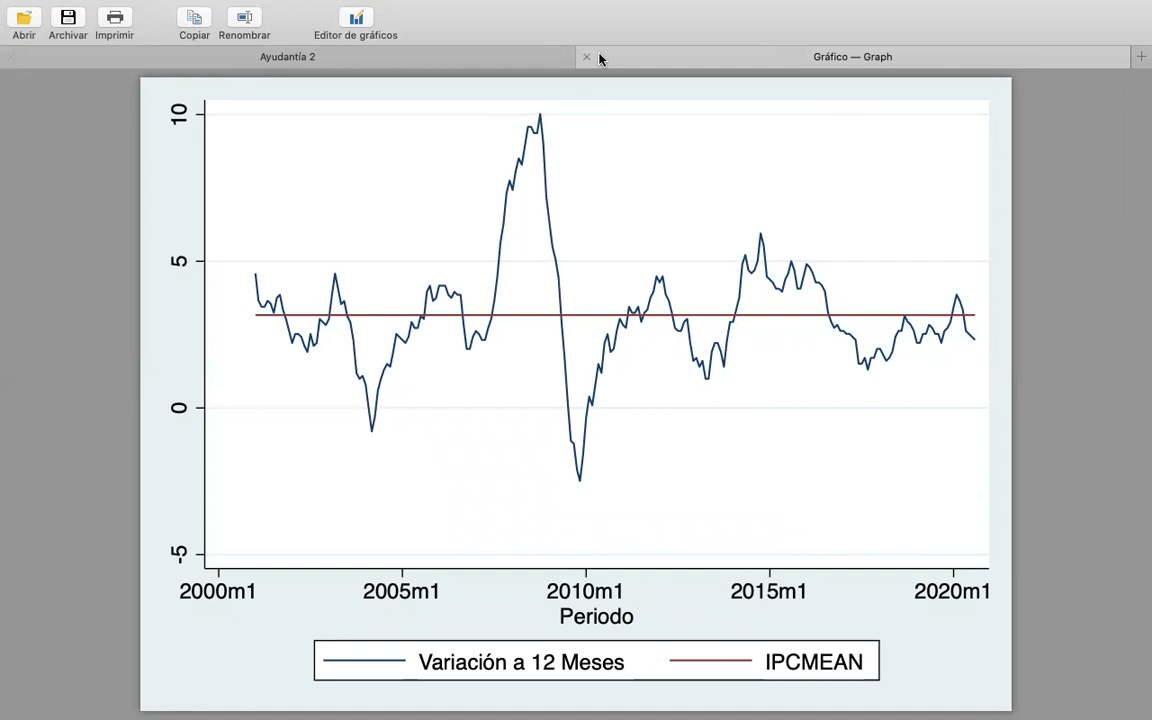 Abrir Archivar Imprimir Copiar Renombrar Editor de gráficos
Ayudantía 2 Gráfico — Graph
10
5
0
-5
2000m1 2005m1 2010m1 2015m1 2020m1
Periodo
Variación a 12 Meses IPCMEAN